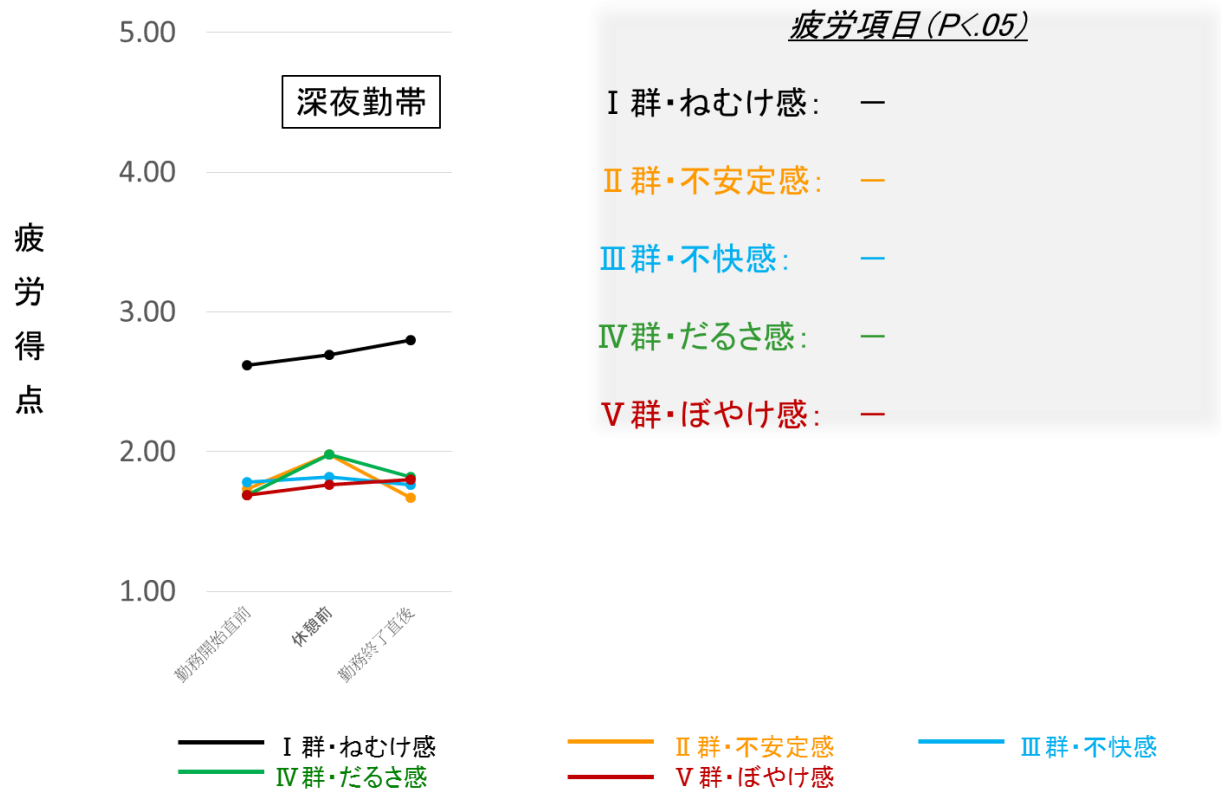 疲労項目(P<.05)
5.00
深夜勤帯
4.00
3.00
2.00
1.00
疲労得点
勤務開始直前
休憩前
勤務終了直後
Ⅰ群・ねむけ感: ―
Ⅱ群・不安定感: ―
Ⅲ群・不快感: ―
Ⅳ群・だるさ感: ―
Ⅴ群・ぼやけ感: ―
Ⅰ群・ねむけ感
Ⅱ群・不安定感
Ⅲ群・不快感
Ⅳ群・だるさ感
Ⅴ群・ぼやけ感